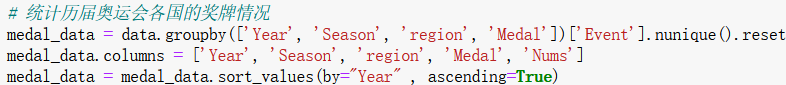 # 统计历届奥运会各国的奖牌情况
medal_data = data.groupby(['Year', 'Season', 'region', 'Medal'])['Event'].nunique().reset
medal_data.columns = ['Year', 'Season', 'region', 'Medal', 'Nums']
medal_data = medal_data.sort_values(by="Year" , ascending=True)